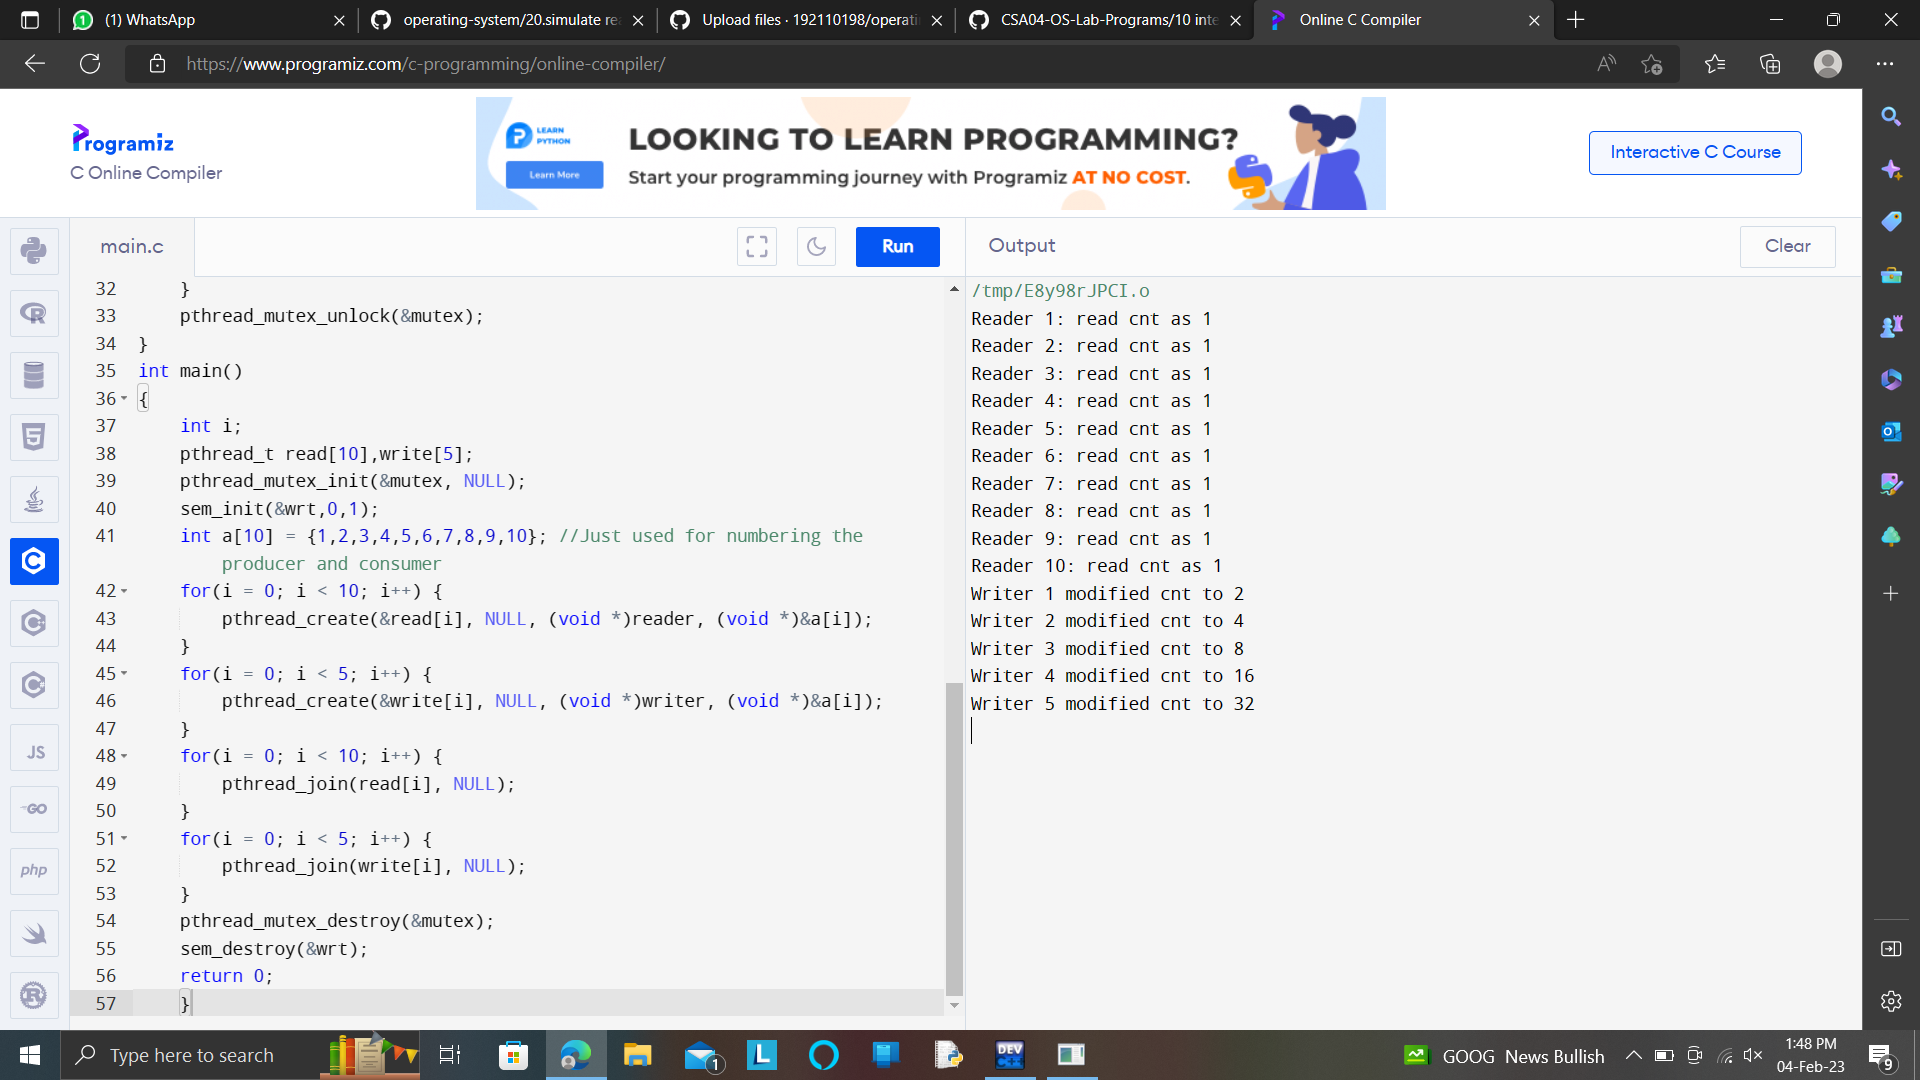 (1) WhatsApp
operating-system/20.simulate rea
Upload files · 192110198/operati
CSA04-OS-Lab-Programs/10 inte
Online C Compiler
https://www.programiz.com/c-programming/online-compiler/
Programiz
C Online Compiler
LEARN
PYTHON
Learn More
LOOKING TO LEARN PROGRAMMING?
Start your programming journey with Programiz AT NO COST.
Interactive C Course
main.c
Run
Output
Clear
32 }
33 pthread_mutex_unlock(&mutex);
34 }
35 int main()
36 {
37 int i;
38 pthread_t read[10],write[5];
39 pthread_mutex_init(&mutex, NULL);
40 sem_init(&wrt,0,1);
41 int a[10] = {1,2,3,4,5,6,7,8,9,10}; //Just used for numbering the
producer and consumer
42 for(i = 0; i < 10; i++) {
43 pthread_create(&read[i], NULL, (void *)reader, (void *)&a[i]);
44 }
45 for(i = 0; i < 5; i++) {
46 pthread_create(&write[i], NULL, (void *)writer, (void *)&a[i]);
47 }
48 for(i = 0; i < 10; i++) {
49 pthread_join(read[i], NULL);
50 }
51 for(i = 0; i < 5; i++) {
52 pthread_join(write[i], NULL);
53 }
54 pthread_mutex_destroy(&mutex);
55 sem_destroy(&wrt);
56 return 0;
57 }
/tmp/E8y98rJPCI.o
Reader 1: read cnt as 1
Reader 2: read cnt as 1
Reader 3: read cnt as 1
Reader 4: read cnt as 1
Reader 5: read cnt as 1
Reader 6: read cnt as 1
Reader 7: read cnt as 1
Reader 8: read cnt as 1
Reader 9: read cnt as 1
Reader 10: read cnt as 1
Writer 1 modified cnt to 2
Writer 2 modified cnt to 4
Writer 3 modified cnt to 8
Writer 4 modified cnt to 16
Writer 5 modified cnt to 32
JS
GO
php
Type here to search
1
L
DEV
C++
GOOG News Bullish
1:48 PM
04-Feb-23
9